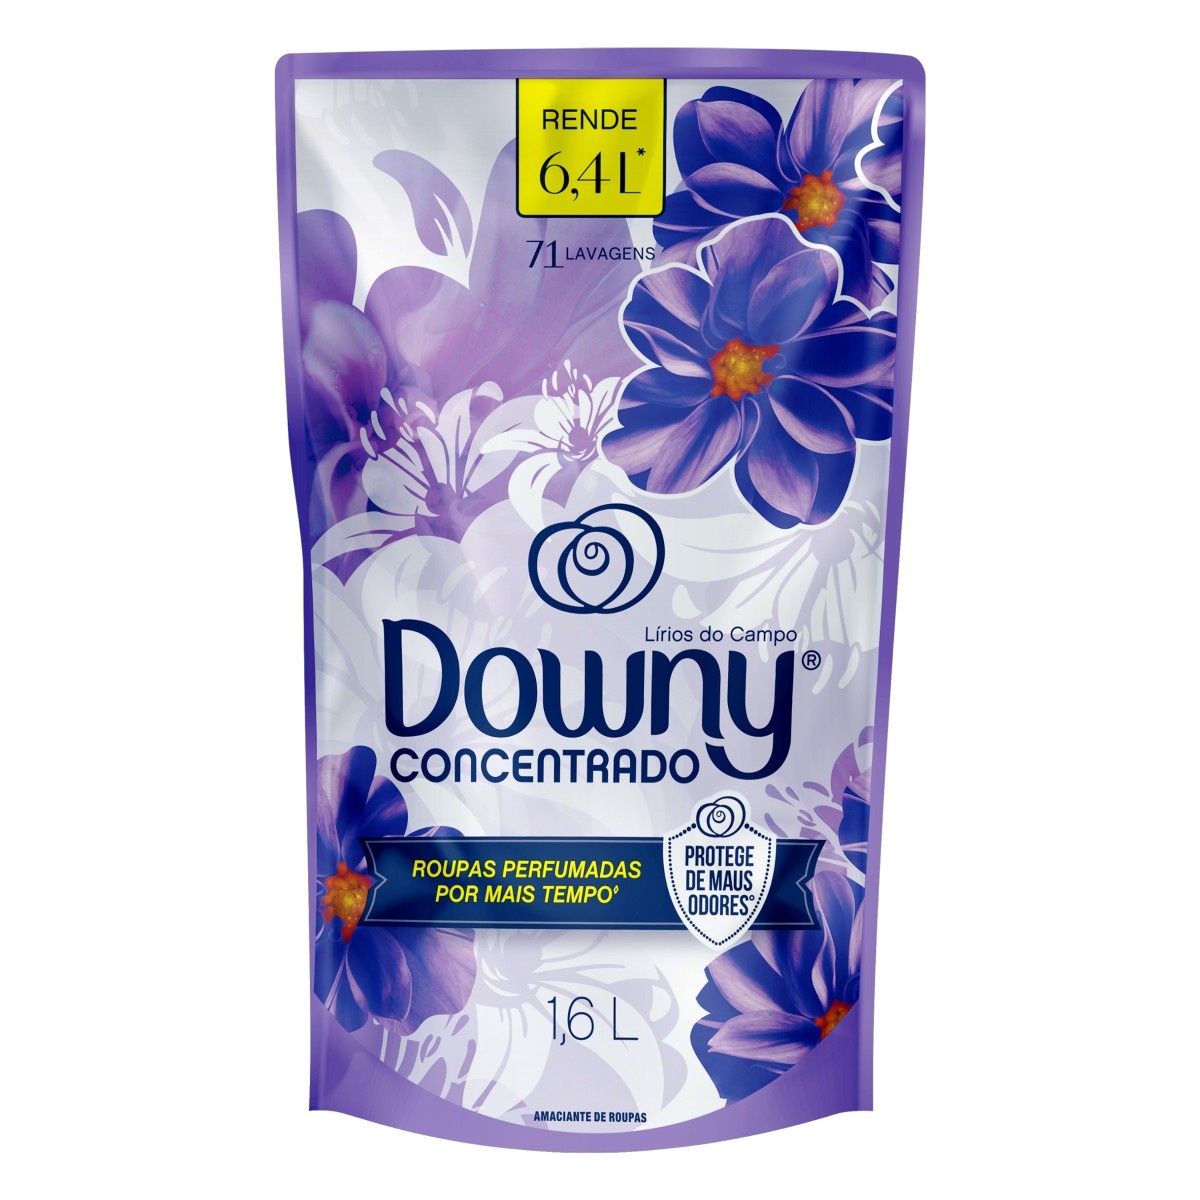 RENDE
6,4 L*
71 LAVAGENS
Lírios do Campo
Downy®
CONCENTRADO
ROUPAS PERFUMADAS
POR MAIS TEMPO◊
PROTEGE
DE MAUS
ODORES°
1,6 L
AMACIANTE DE ROUPAS